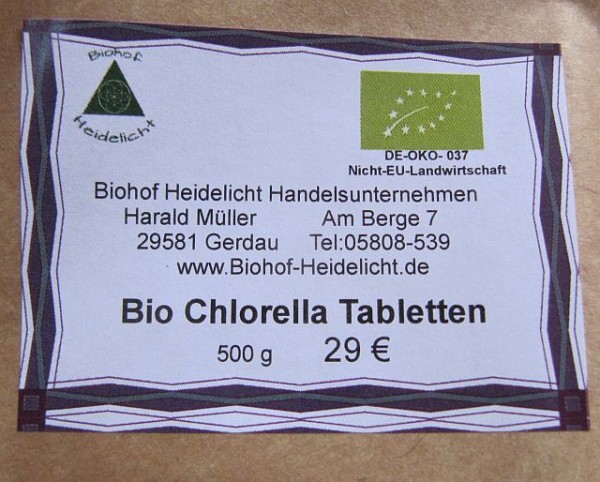 Biohof
Heidelicht
DE-ÖKO- 037
Nicht-EU-Landwirtschaft
Biohof Heidelicht Handelsunternehmen
Harald Müller Am Berge 7
29581 Gerdau Tel:05808-539
www.Biohof-Heidelicht.de
Bio Chlorella Tabletten
500 g 29 €